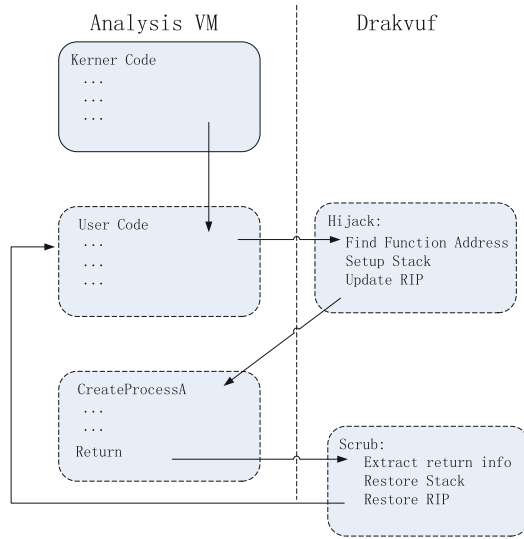 Analysis VM
Drakvuf
Kerner Code
...
...
...
User Code
...
...
...
Hijack:
Find Function Address
Setup Stack
Update RIP
CreateProcessA
...
...
Return
Scrub:
Extract return info
Restore Stack
Restore RIP